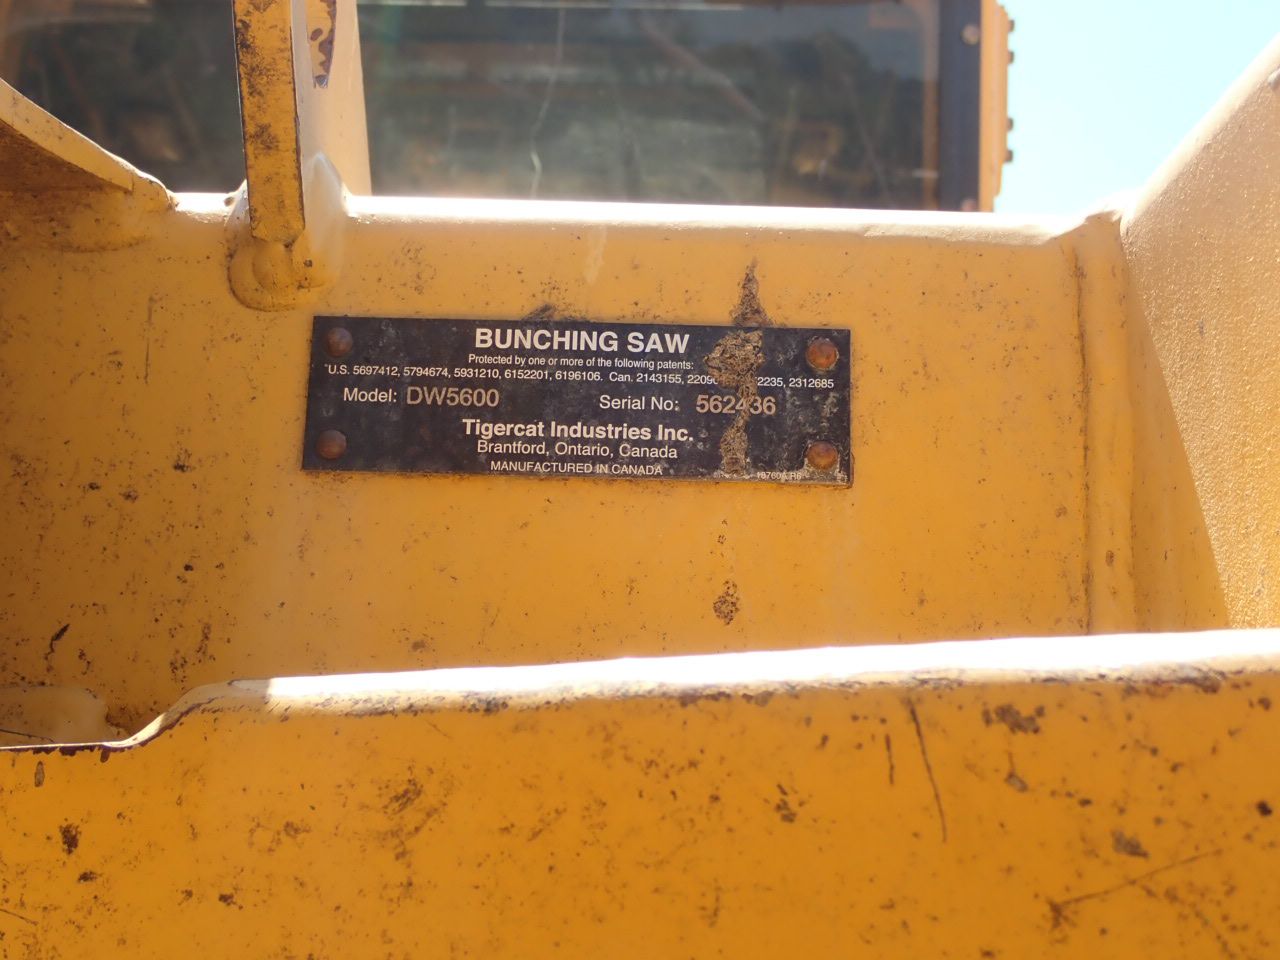 BUNCHING SAW
Protected by one or more of the following patents:
U.S. 5697412, 5794674, 5931210, 6152201, 6196106. Can. 2143155, 2312685
Model: DW5600 Serial No: 562436
Tigercat Industries Inc.
Brantford, Ontario, Canada
MANUFACTURED IN CANADA